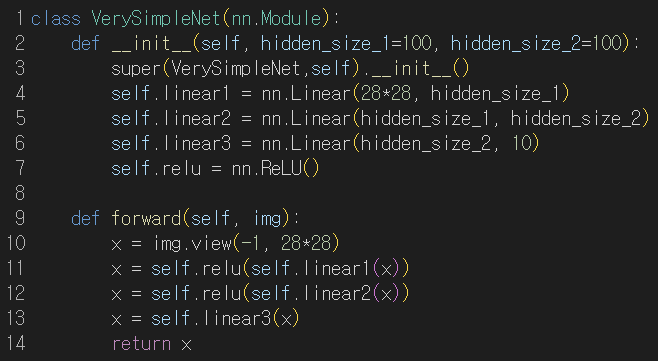 1 class VerySimpleNet(nn.Module):
2     def __init__(self, hidden_size_1=100, hidden_size_2=100):
3         super(VerySimpleNet,self).__init__()
4         self.linear1 = nn.Linear(28*28, hidden_size_1)
5         self.linear2 = nn.Linear(hidden_size_1, hidden_size_2)
6         self.linear3 = nn.Linear(hidden_size_2, 10)
7         self.relu = nn.ReLU()
8
9     def forward(self, img):
10         x = img.view(-1, 28*28)
11         x = self.relu(self.linear1(x))
12         x = self.relu(self.linear2(x))
13         x = self.linear3(x)
14         return x